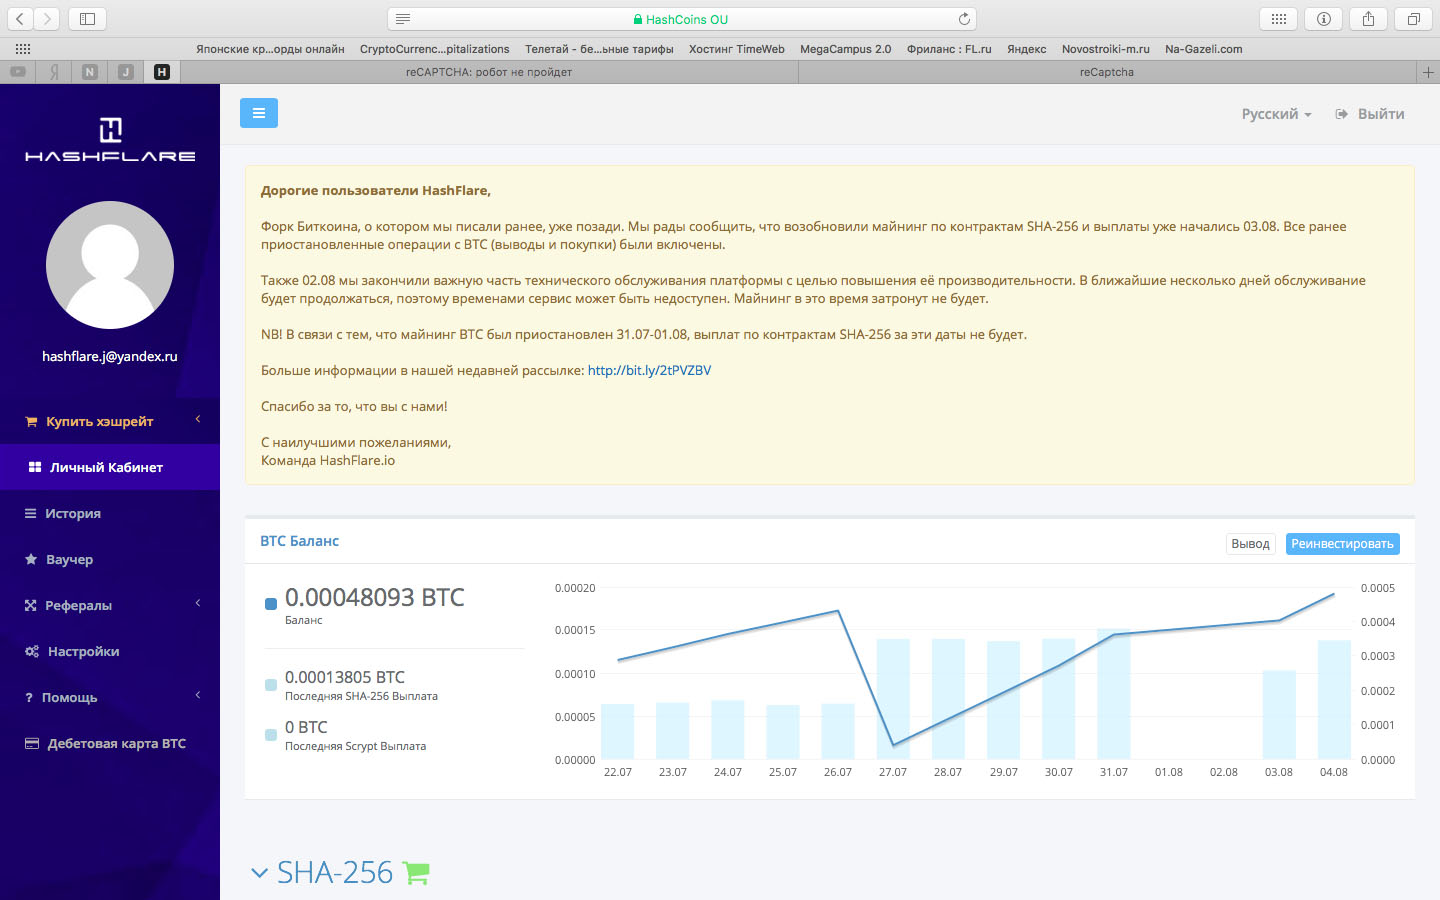 HashCoins OU
Японские кр...орды онлайн CryptoCurrenc...pitalizations Телетай - бе...ьные тарифы Хостинг TimeWeb MegaCampus 2.0 Фриланс : FL.ru Яндекс Novostroiki-m.ru Na-Gazeli.com
Я N J H reCAPTCHA: робот не пройдет reCaptcha
HASHFLARE
hashflare.j@yandex.ru
Купить хэшрейт
Личный Кабинет
История
Ваучер
Рефералы
Настройки
? Помощь
Дебетовая карта BTC
Русский Выйти
Дорогие пользователи HashFlare,
Форк Биткоина, о котором мы писали ранее, уже позади. Мы рады сообщить, что возобновили майнинг по контрактам SHA-256 и выплаты уже начались 03.08. Все ранее
приостановленные операции с BTC (выводы и покупки) были включены.
Также 02.08 мы закончили важную часть технического обслуживания платформы с целью повышения её производительности. В ближайшие несколько дней обслуживание
будет продолжаться, поэтому временами сервис может быть недоступен. Майнинг в это время затронут не будет.
NB! В связи с тем, что майнинг BTC был приостановлен 31.07-01.08, выплат по контрактам SHA-256 за эти даты не будет.
Больше информации в нашей недавней рассылке: http://bit.ly/2tPVZBV
Спасибо за то, что вы с нами!
С наилучшими пожеланиями,
Команда HashFlare.io
BTC Баланс
Вывод Реинвестировать
0.00048093 BTC
Баланс
0.00013805 BTC
Последняя SHA-256 Выплата
0 BTC
Последняя Scrypt Выплата
0.00020 0.0005
0.00015 0.0004
0.0003
0.00010 0.0002
0.00005 0.0001
0.00000 0.0000
22.07 23.07 24.07 25.07 26.07 27.07 28.07 29.07 30.07 31.07 01.08 02.08 03.08 04.08
SHA-256